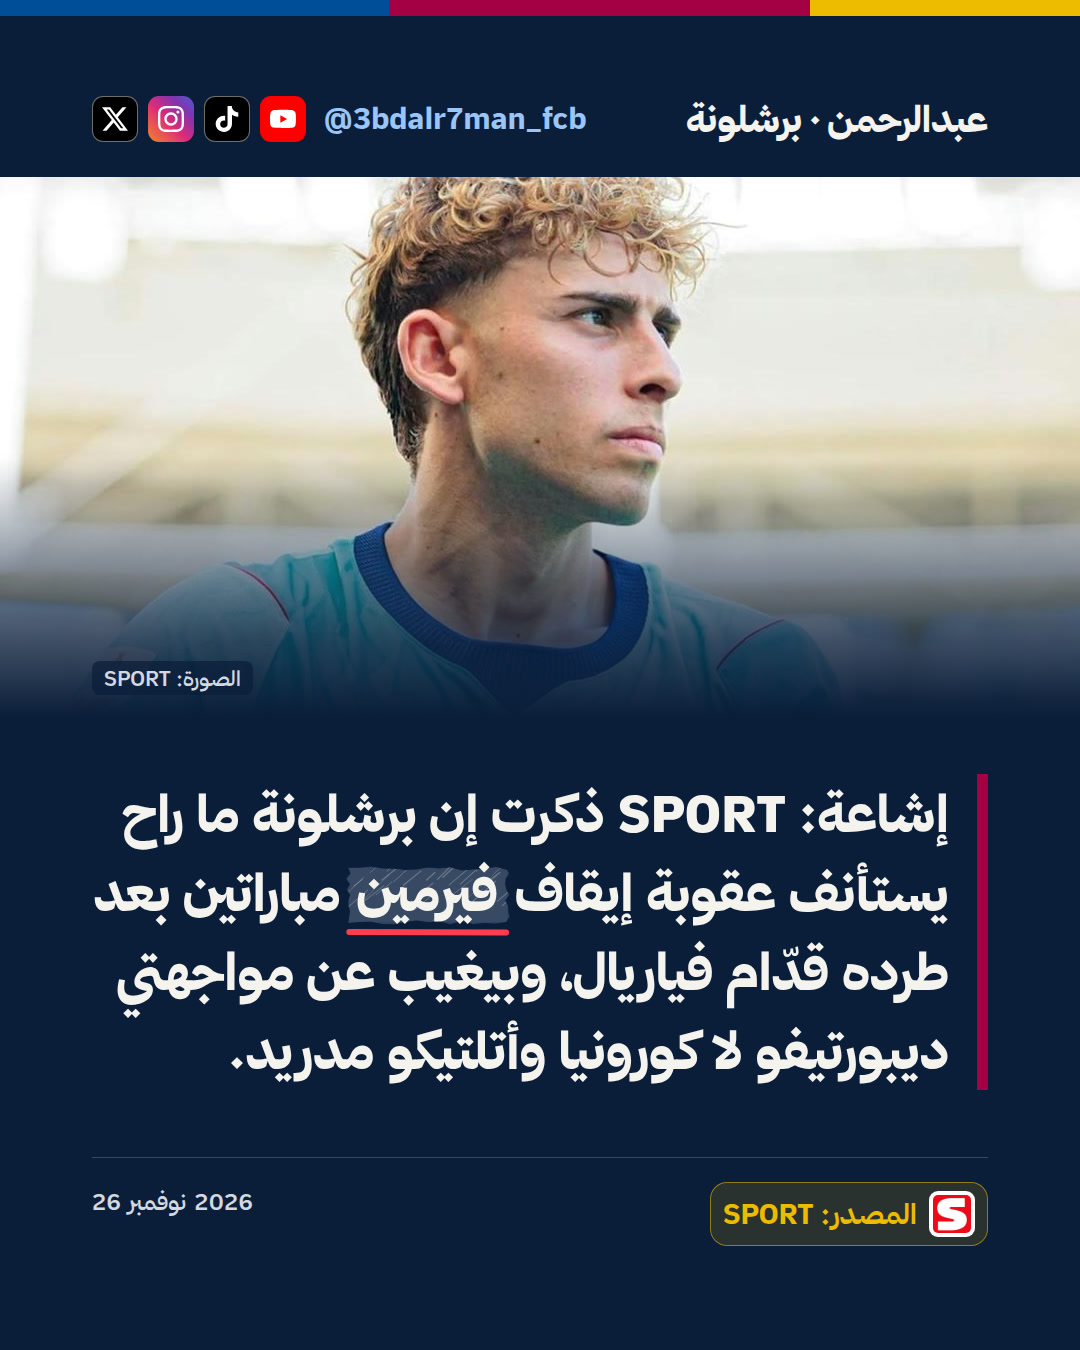 عبدالرحمن · برشلونة
@3bdalr7man_fcb
الصورة: SPORT
إشاعة: SPORT ذكرت إن برشلونة ما راح
يستأنف عقوبة إيقاف فيرمين مباراتين بعد
طرده قدّام فياريال، وبيغيب عن مواجهتي
ديبورتيفو لا كورونيا وأتلتيكو مدريد.
المصدر: SPORT
26 نوفمبر 2026